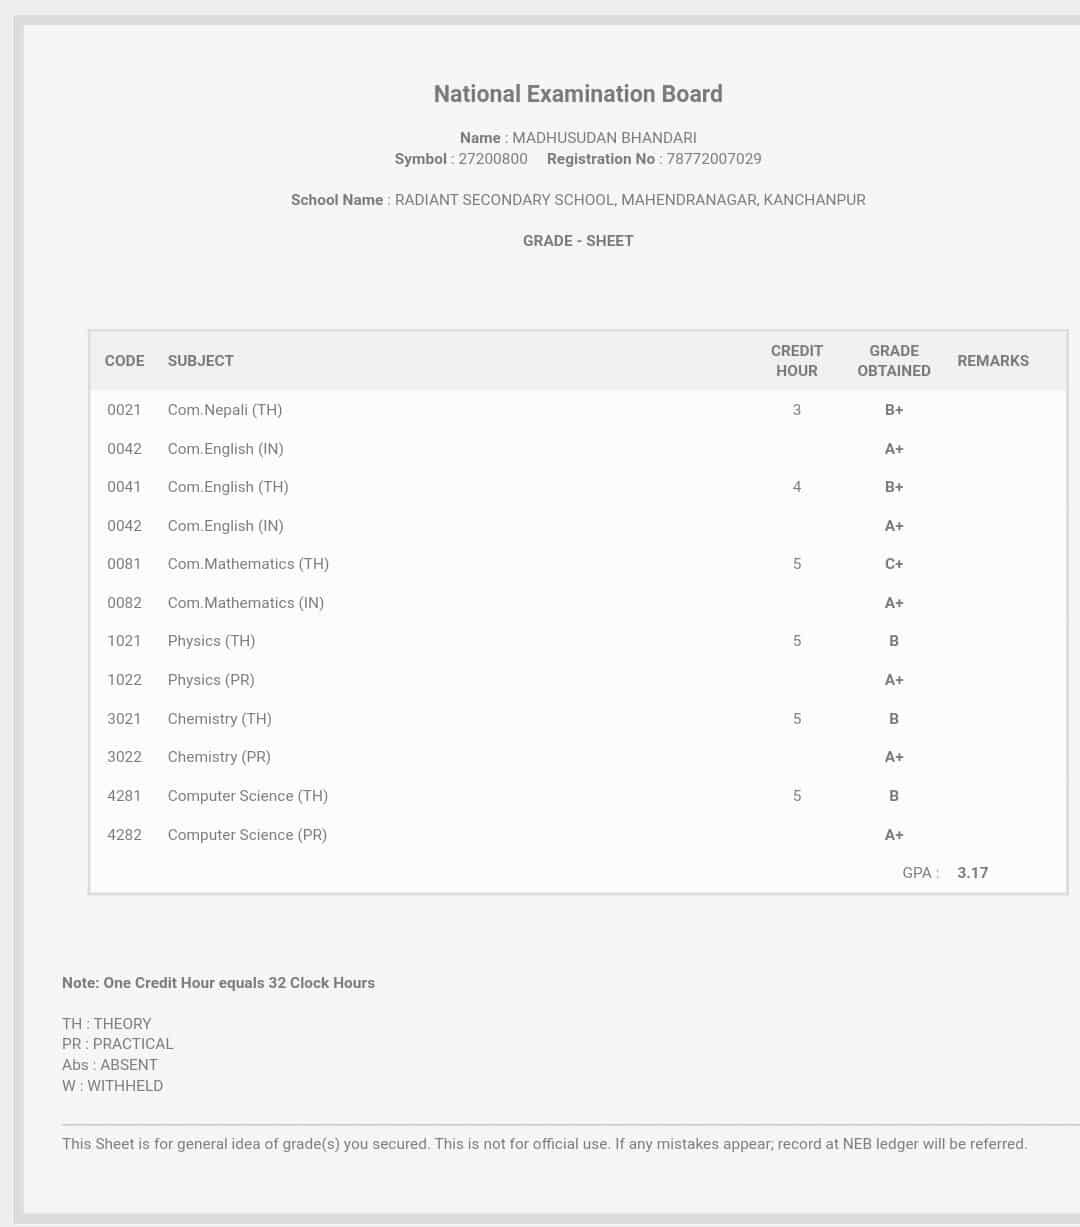 National Examination Board
Name : MADHUSUDAN BHANDARI
Symbol : 27200800 Registration No : 78772007029
School Name : RADIANT SECONDARY SCHOOL, MAHENDRANAGAR, KANCHANPUR
GRADE - SHEET
CODE SUBJECT CREDIT HOUR GRADE OBTAINED REMARKS
0021 Com.Nepali (TH) 3 B+
0042 Com.English (IN) A+
0041 Com.English (TH) 4 B+
0042 Com.English (IN) A+
0081 Com.Mathematics (TH) 5 C+
0082 Com.Mathematics (IN) A+
1021 Physics (TH) 5 B
1022 Physics (PR) A+
3021 Chemistry (TH) 5 B
3022 Chemistry (PR) A+
4281 Computer Science (TH) 5 B
4282 Computer Science (PR) A+
GPA : 3.17
Note: One Credit Hour equals 32 Clock Hours
TH : THEORY
PR : PRACTICAL
Abs : ABSENT
W : WITHHELD
This Sheet is for general idea of grade(s) you secured. This is not for official use. If any mistakes appear; record at NEB ledger will be referred.